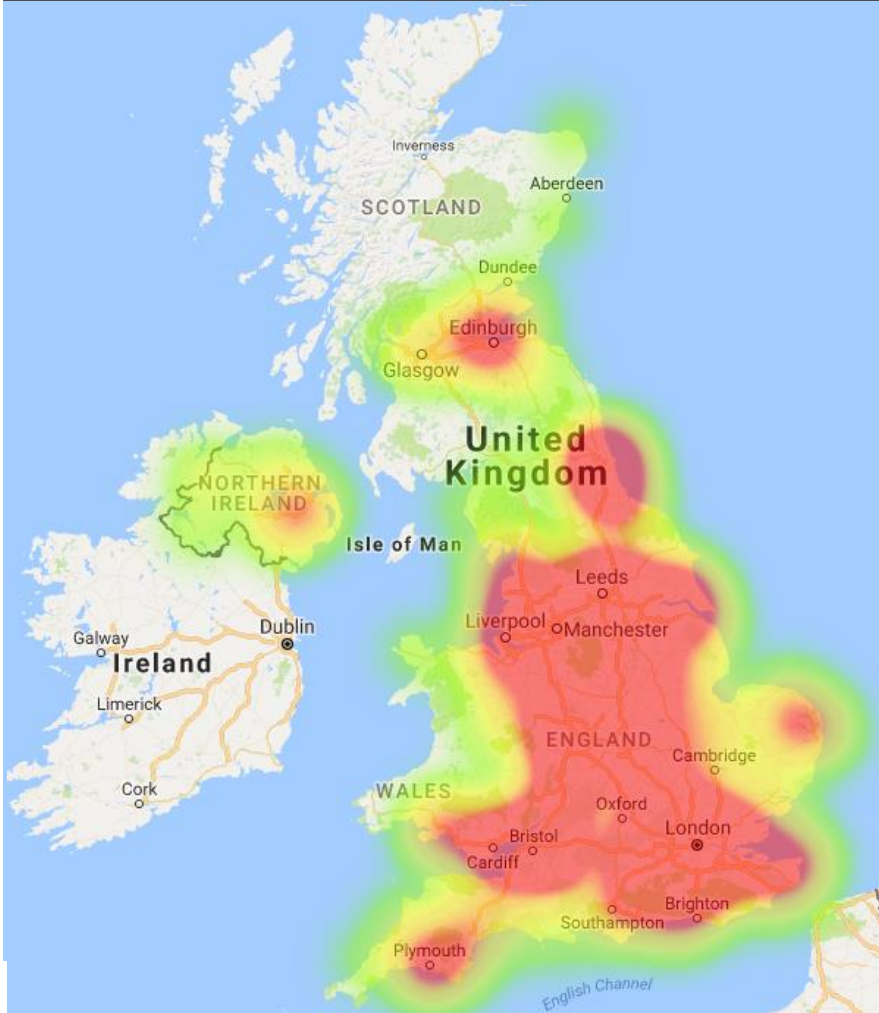 Inverness
Aberdeen
SCOTLAND
Dundee
Edinburgh
Glasgow
United
Kingdom
NORTHERN
IRELAND
Isle of Man
Leeds
Liverpool
Manchester
Dublin
Galway
Ireland
Limerick
ENGLAND
Cambridge
Cork
WALES
Oxford
London
Bristol
Cardiff
Brighton
Southampton
Plymouth
English Channel